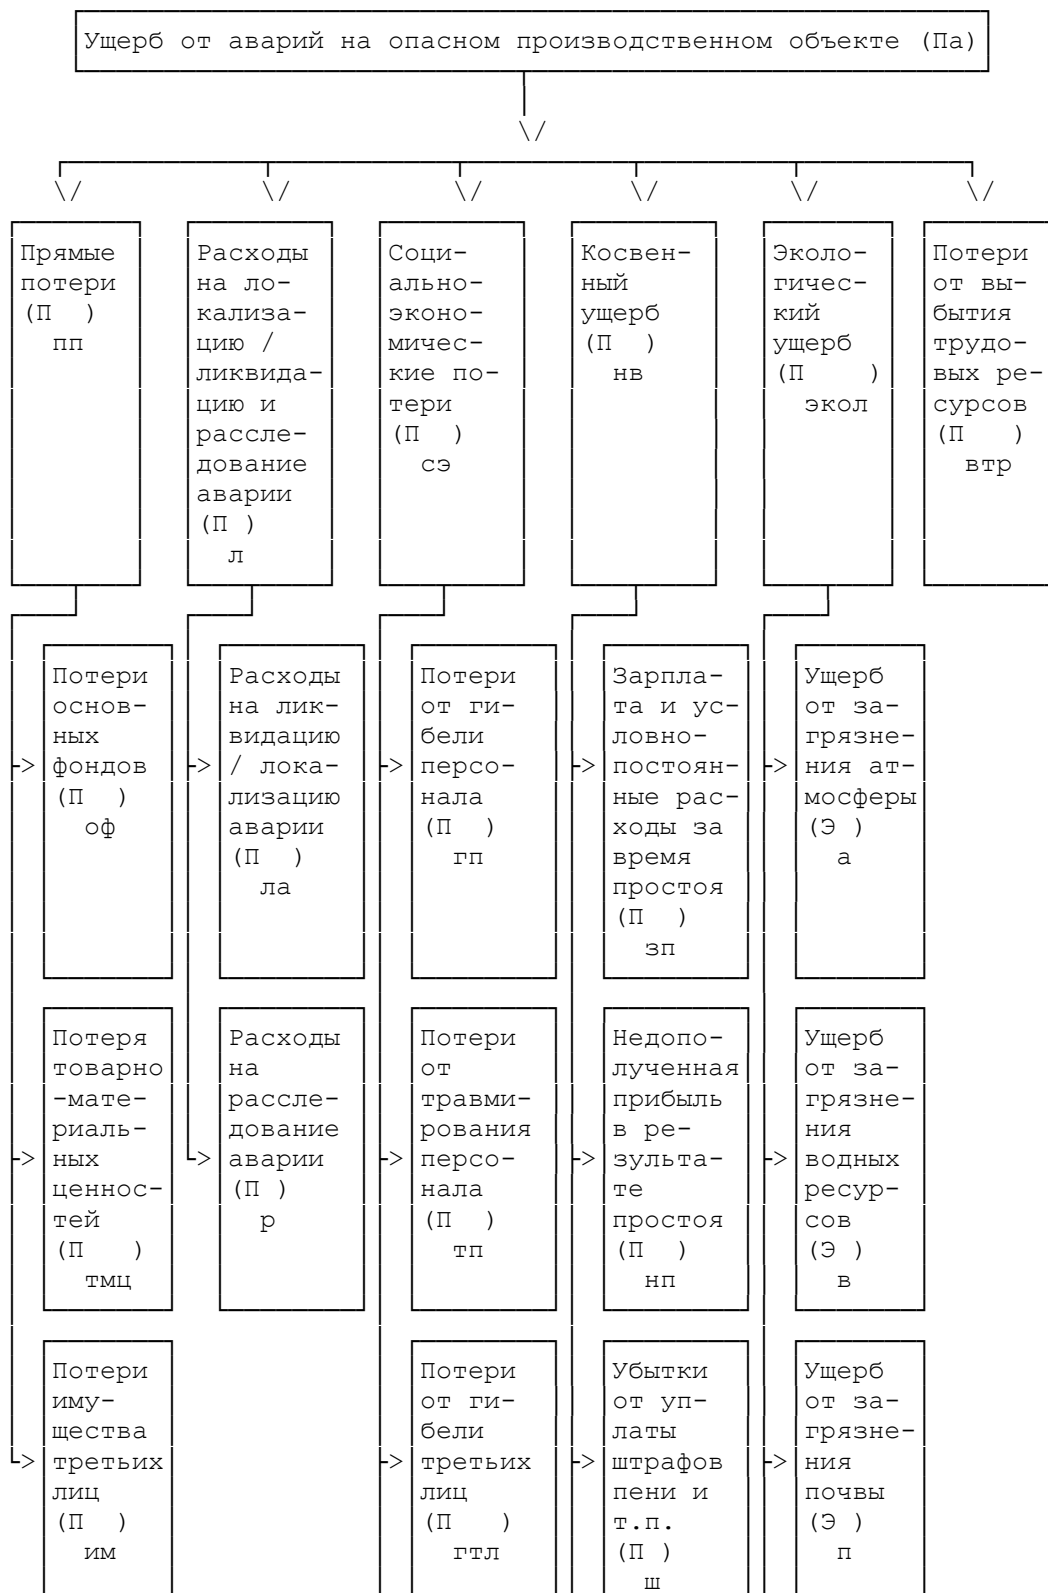 Ущерб от аварий на опасном производственном объекте (Па)
\/
\/ \/ \/ \/ \/ \/
Прямые
потери
(П  )
пп
Расходы
на ло-
кализа-
цию /
ликвида-
цию и
рассле-
дование
аварии
(П )
л
Соци-
ально-
эконо-
мичес-
кие по-
тери
(П  )
сэ
Косвен-
ный
ущерб
(П  )
нв
Эколо-
гичес-
кий
ущерб
(П    )
экол
Потери
от вы-
бытия
трудо-
вых ре-
сурсов
(П   )
втр
Потери
основ-
ных
-> фондов
(П  )
оф
Расходы
на лик-
видацию
-> / лока-
лизацию
аварии
(П  )
ла
Потери
от ги-
бели
-> персо-
нала
(П  )
гп
Зарпла-
та и ус-
ловно-
-> постоян-
ные рас-
ходы за
время
простоя
(П  )
зп
Ущерб
от за-
грязне-
-> ния ат-
мосферы
(Э )
а
Потеря
товарно
-мате-
риаль-
-> ных
ценнос-
тей
(П   )
тмц
Расходы
на
рассле-
дование
-> аварии
(П )
р
Потери
от
травми-
рования
-> персо-
нала
(П  )
тп
Недопо-
лученная
прибыль
в ре-
-> зульта-
те
простоя
(П  )
нп
Ущерб
от за-
грязне-
ния
-> водных
ресур-
сов
(Э )
в
Потери
иму-
щества
-> третьих
лиц
(П  )
им
Потери
от ги-
бели
-> третьих
лиц
(П   )
гтл
Убытки
от уп-
латы
-> штрафов
пени и
т.п.
(П )
ш
Ущерб
от за-
грязне-
-> ния
почвы
(Э )
п